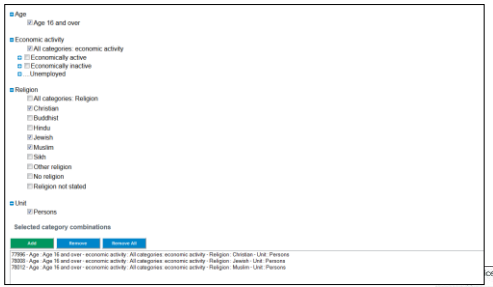 Age
Age 16 and over
Economic activity
All categories: economic activity
Economically active
Economically inactive
... Unemployed
Religion
All categories: Religion
Christian
Buddhist
Hindu
Jewish
Muslim
Sikh
Other religion
No religion
Religion not stated
Unit
Persons
Selected category combinations
Add Remove Remove All
77996 - Age : Age 16 and over - economic activity : All categories: economic activity - Religion : Christian - Unit : Persons
78008 - Age : Age 16 and over - economic activity : All categories: economic activity - Religion : Jewish - Unit : Persons
78012 - Age : Age 16 and over - economic activity : All categories: economic activity - Religion : Muslim - Unit : Persons